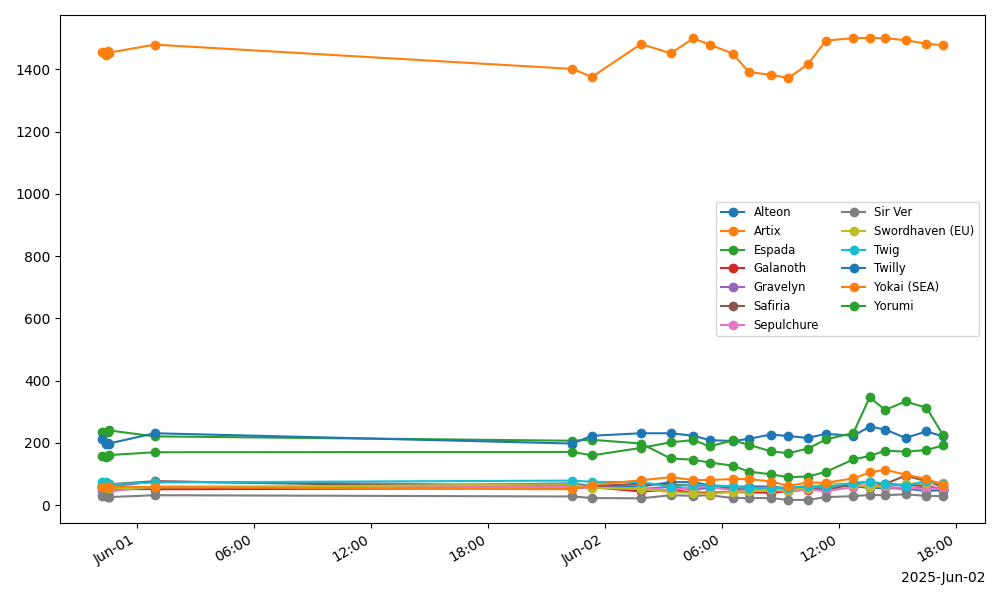 1400
1200
1000
800
600
400
200
0
Alteon
Artix
Espada
Galanoth
Gravelyn
Safiria
Sepulchure
Sir Ver
Swordhaven (EU)
Twig
Twilly
Yokai (SEA)
Yorumi
Jun-01
06:00
12:00
18:00
Jun-02
06:00
12:00
18:00
2025-Jun-02